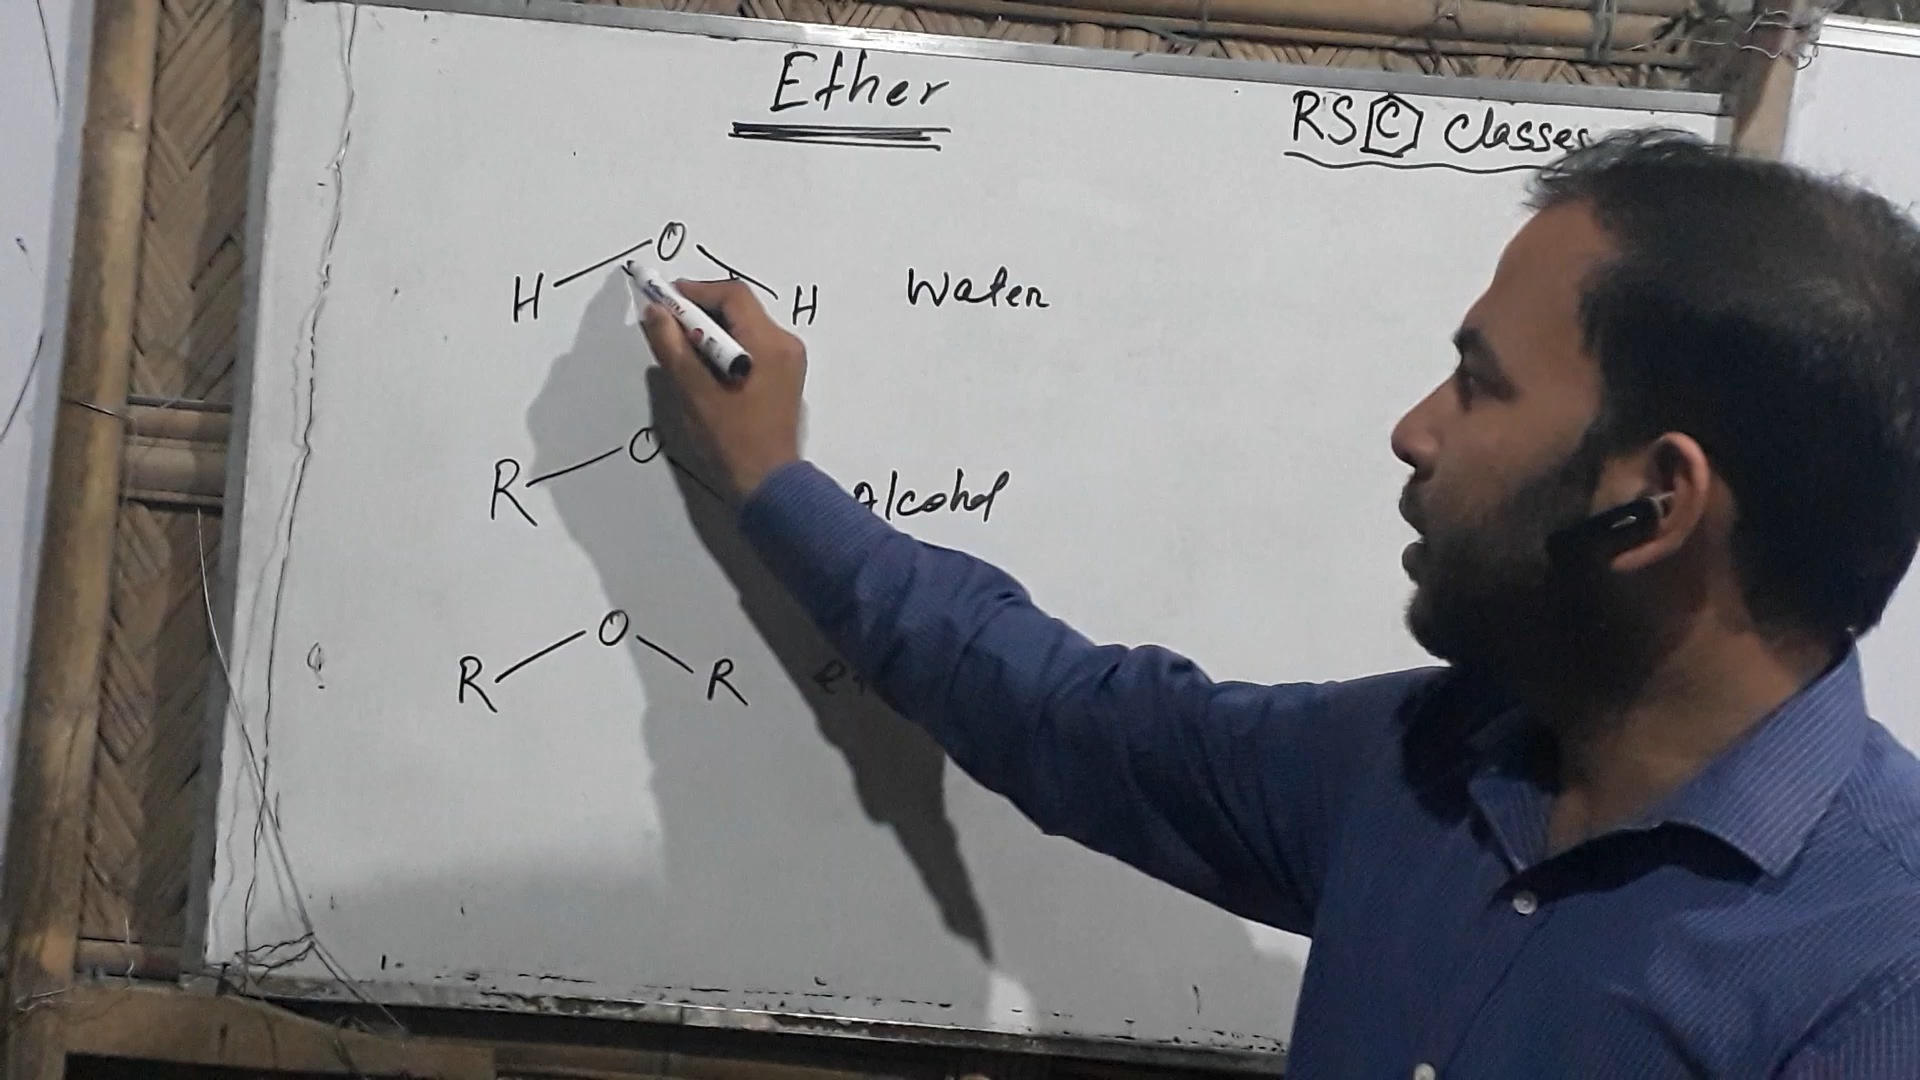 Ether
RS C Classes
O
H H Water
O
R Alcohol
O
R R